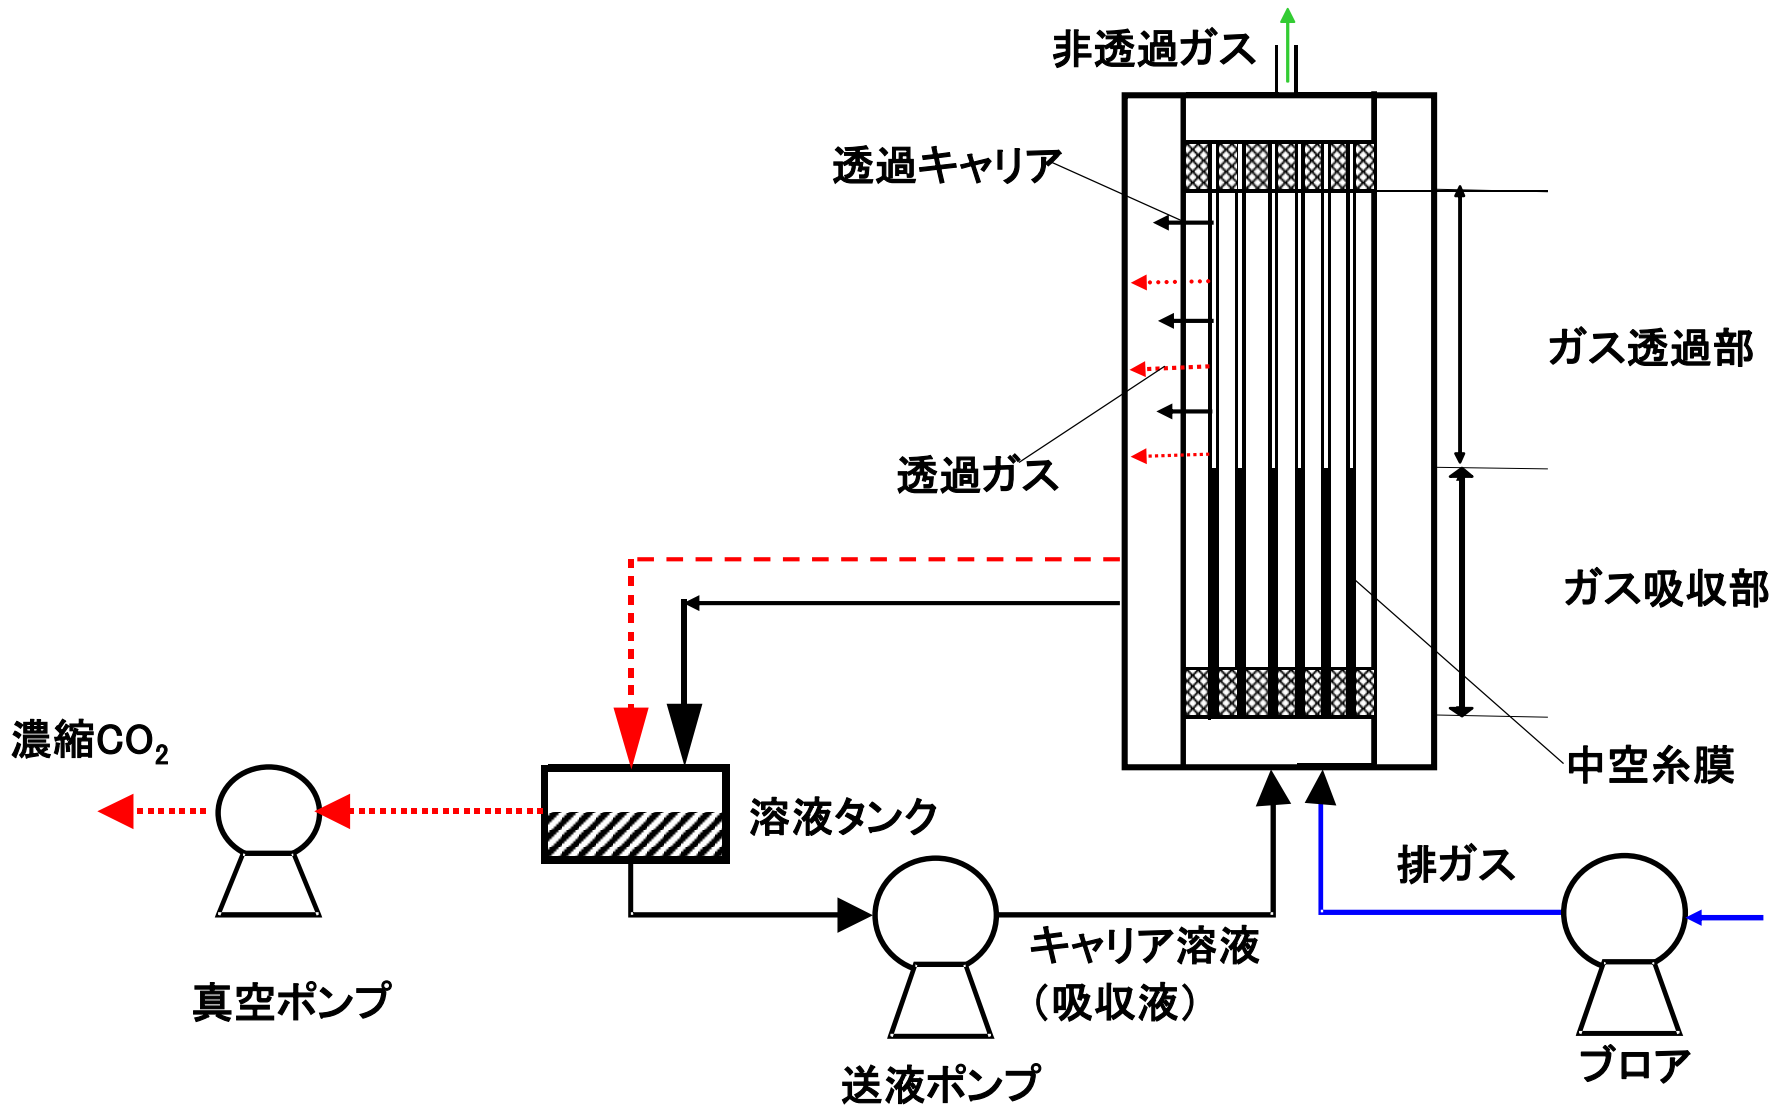 非透過ガス
透過キャリア
ガス透過部
透過ガス
ガス吸収部
濃縮CO₂
中空糸膜
溶液タンク
排ガス
キャリア溶液
（吸収液）
真空ポンプ
ブロア
送液ポンプ